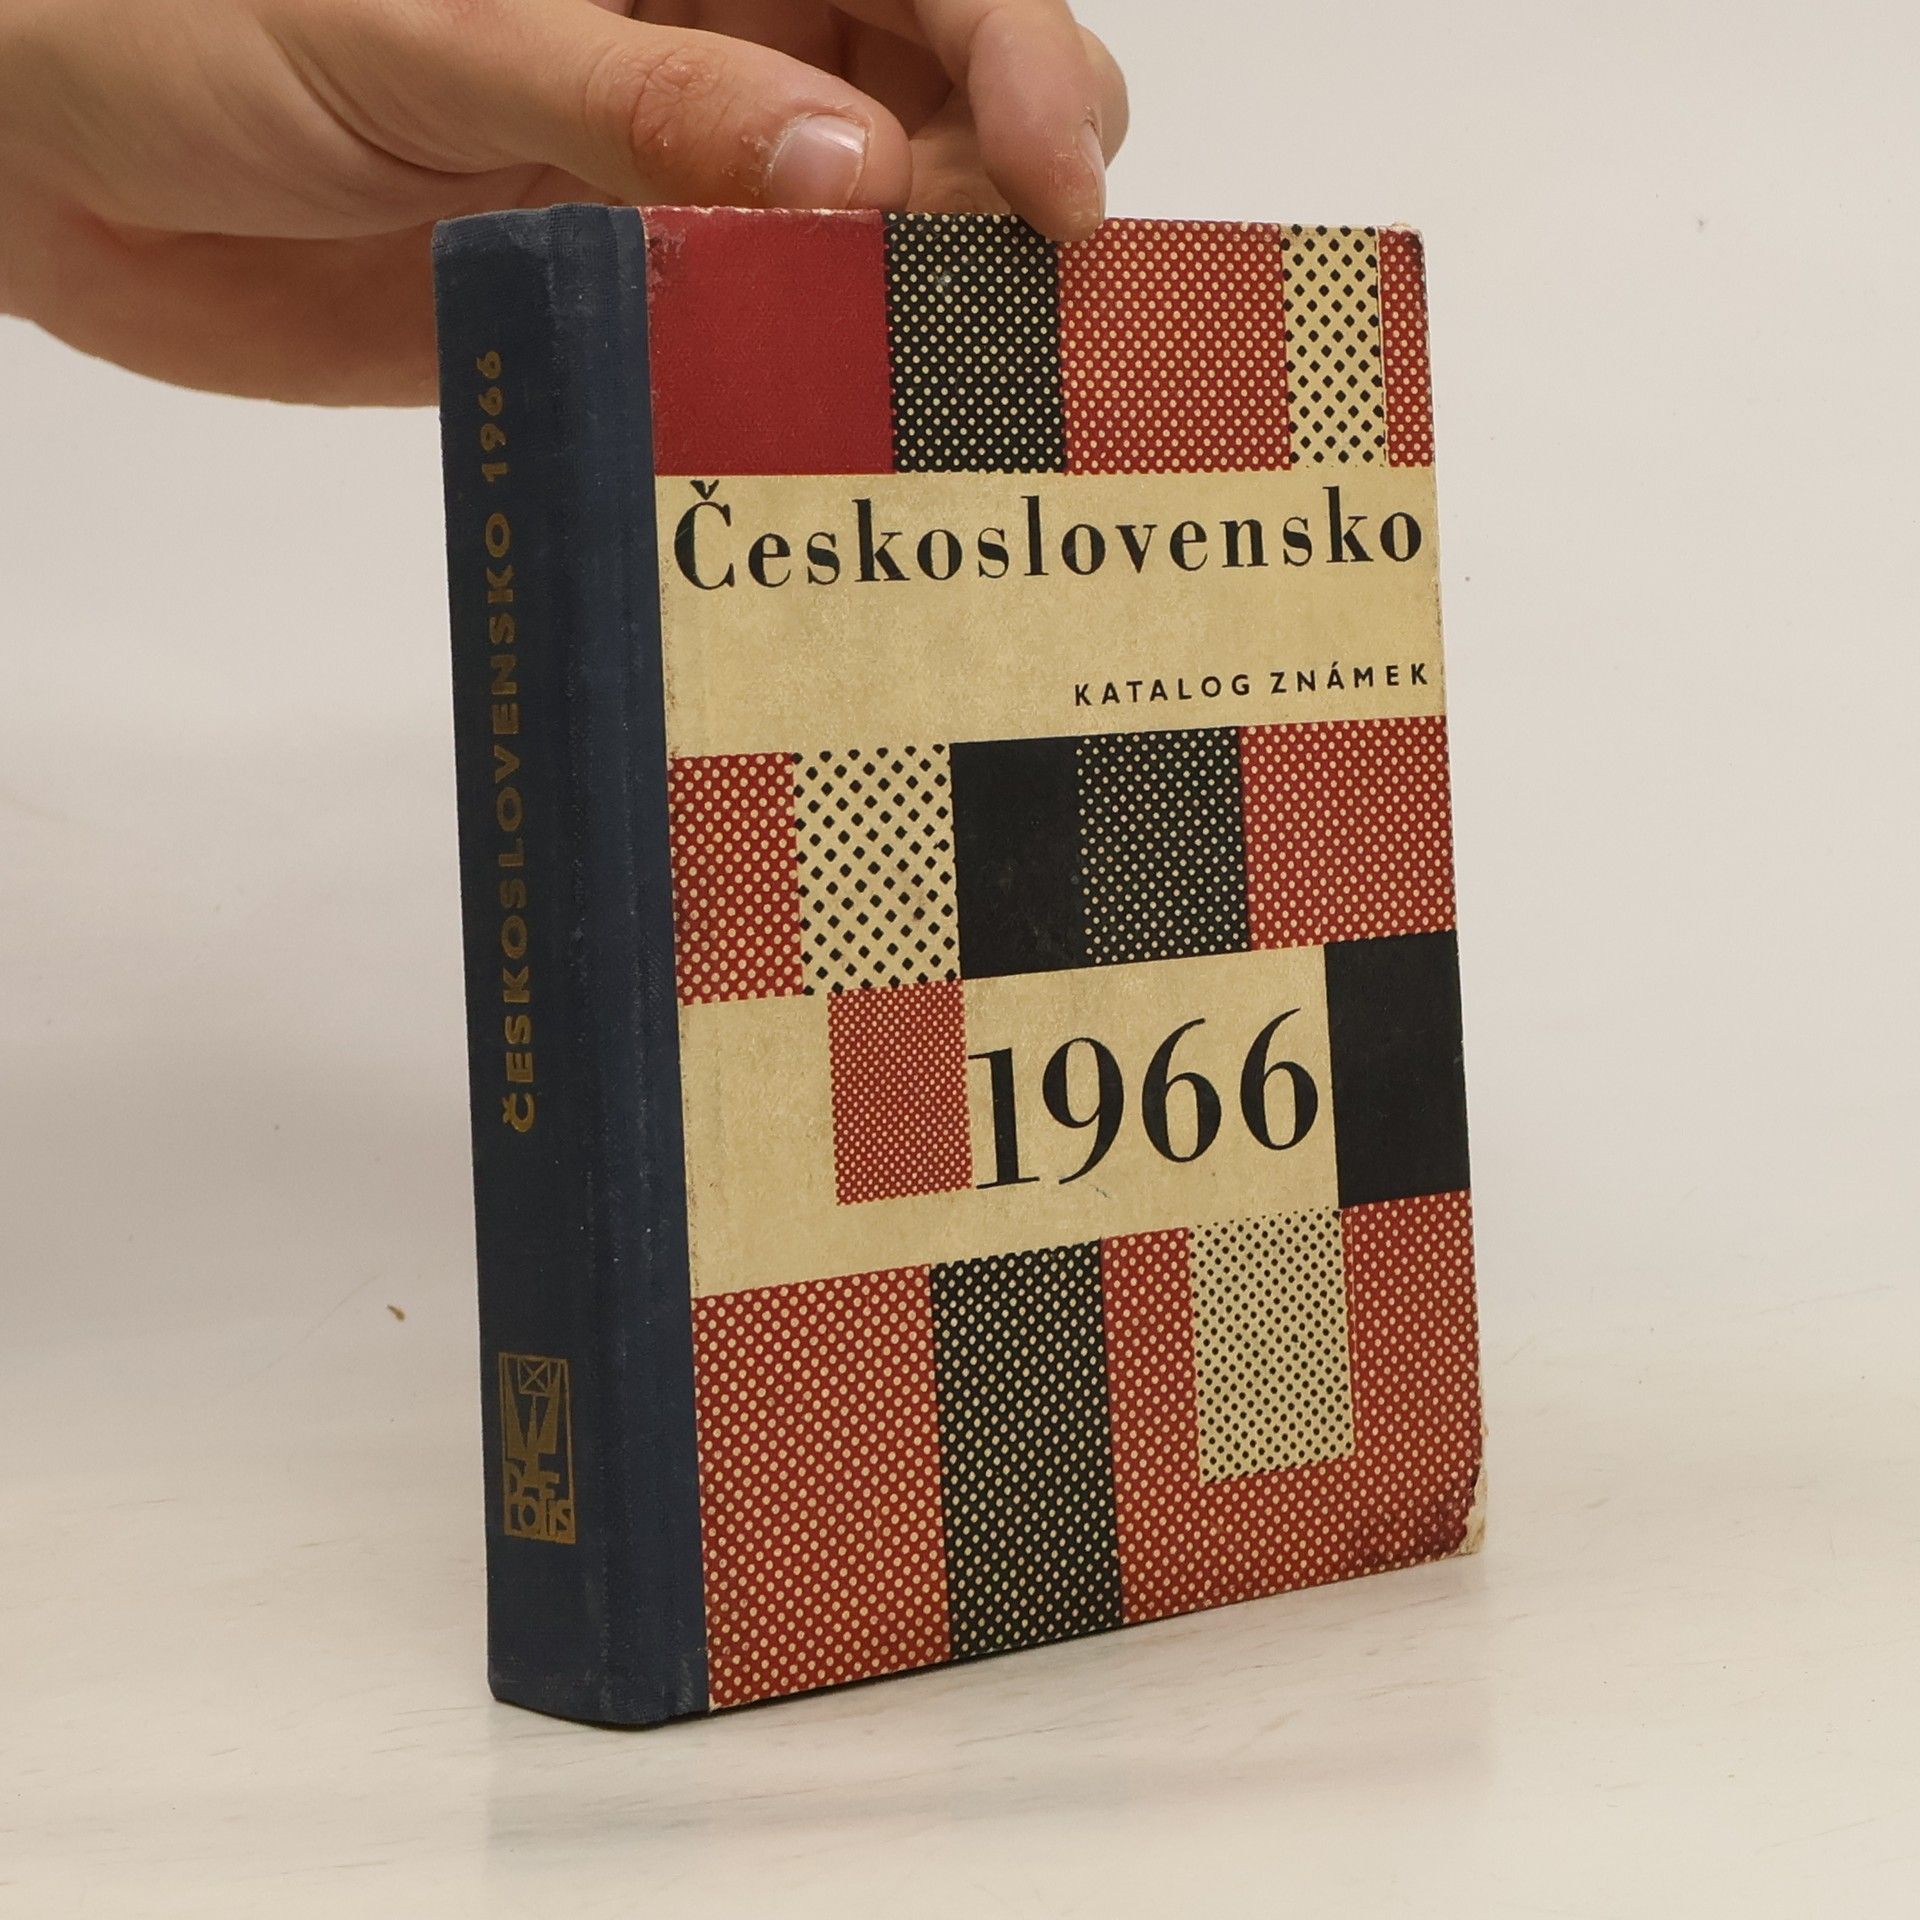 ČESKOSLOVENSKO 1966
Československo
KATALOG ZNÁMEK
1966